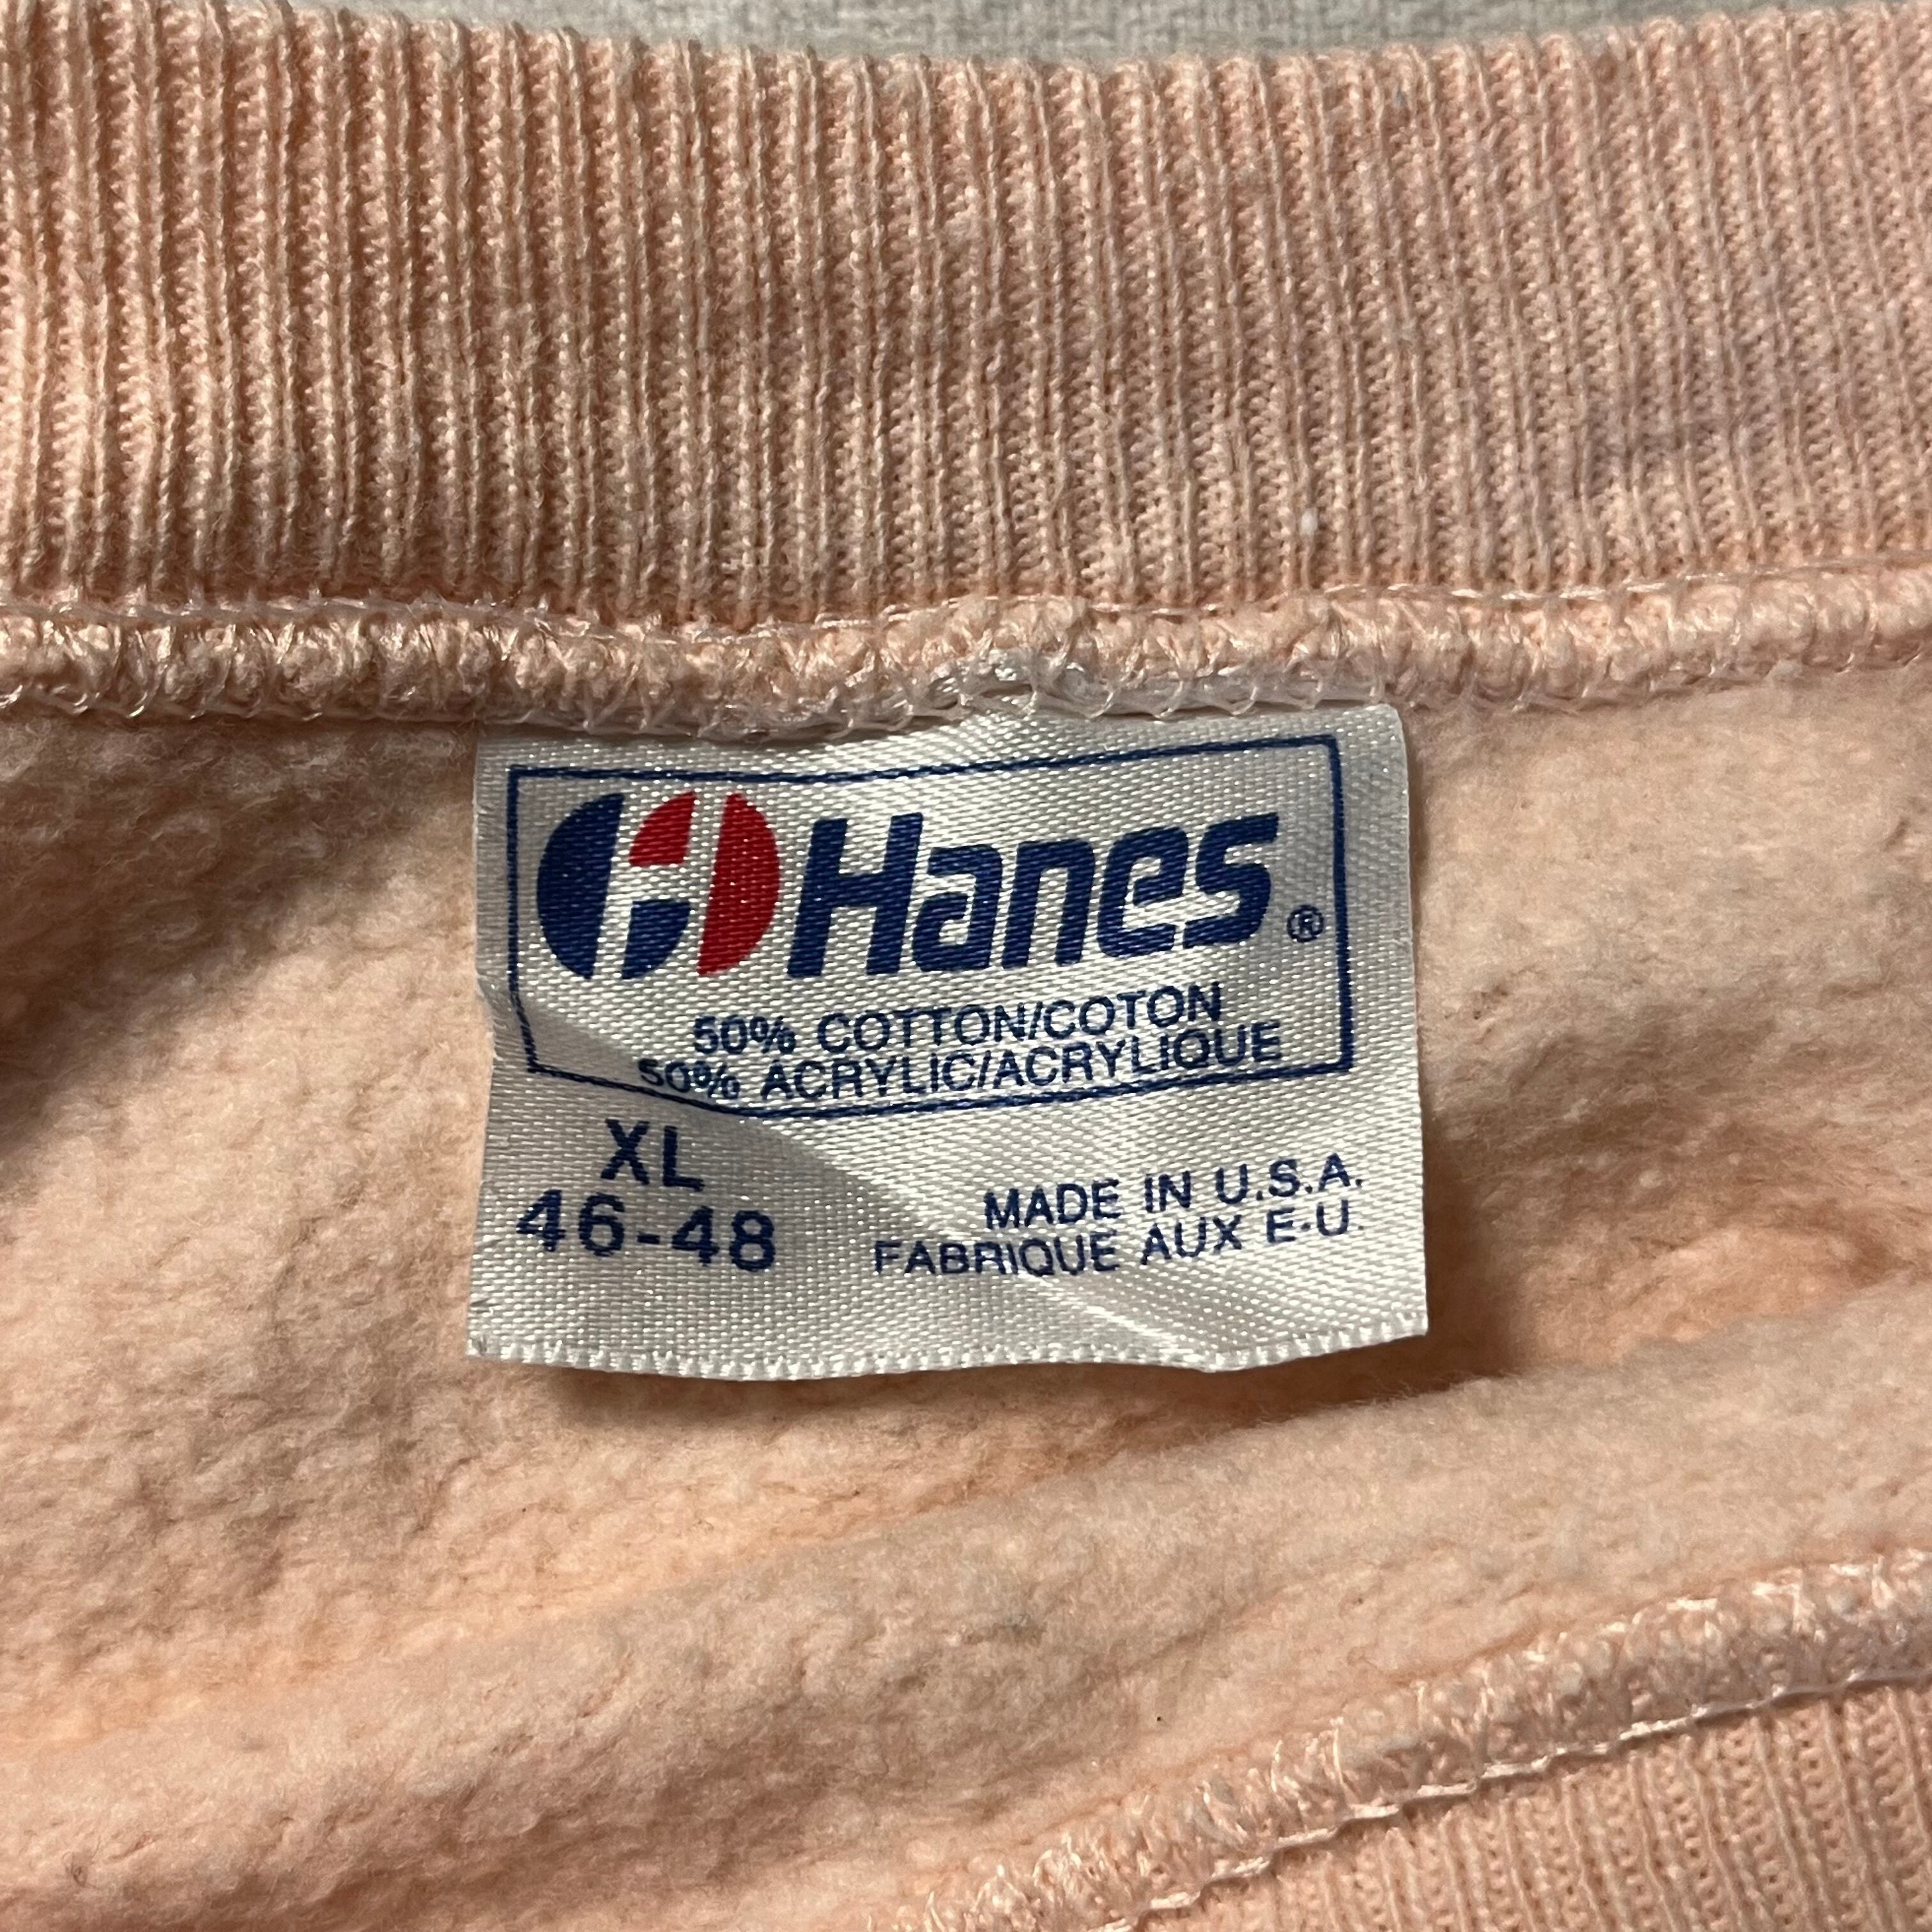 Hanes®
50% COTTON/COTON
50% ACRYLIC/ACRYLIQUE
XL
46-48
MADE IN U.S.A.
FABRIQUE AUX E.-U.